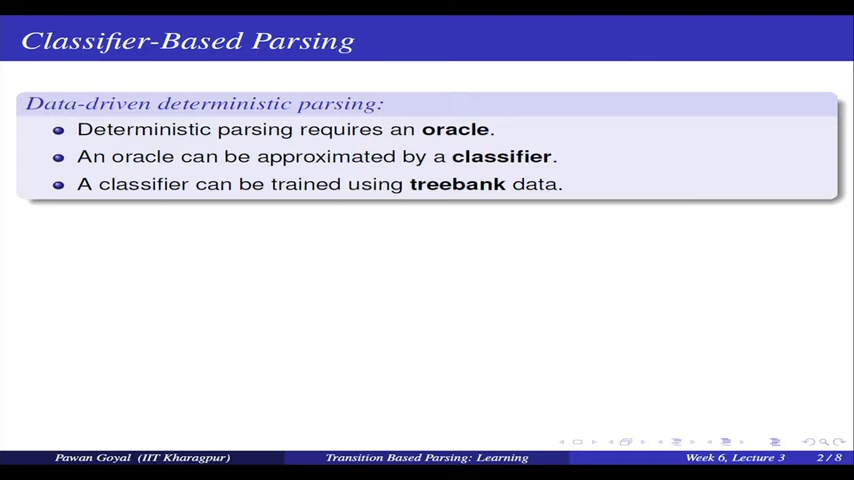 Classifier-Based Parsing
Data-driven deterministic parsing:
Deterministic parsing requires an oracle.
An oracle can be approximated by a classifier.
A classifier can be trained using treebank data.
Pawan Goyal (IIT Kharagpur) Transition Based Parsing: Learning Week 6, Lecture 3 2 / 8